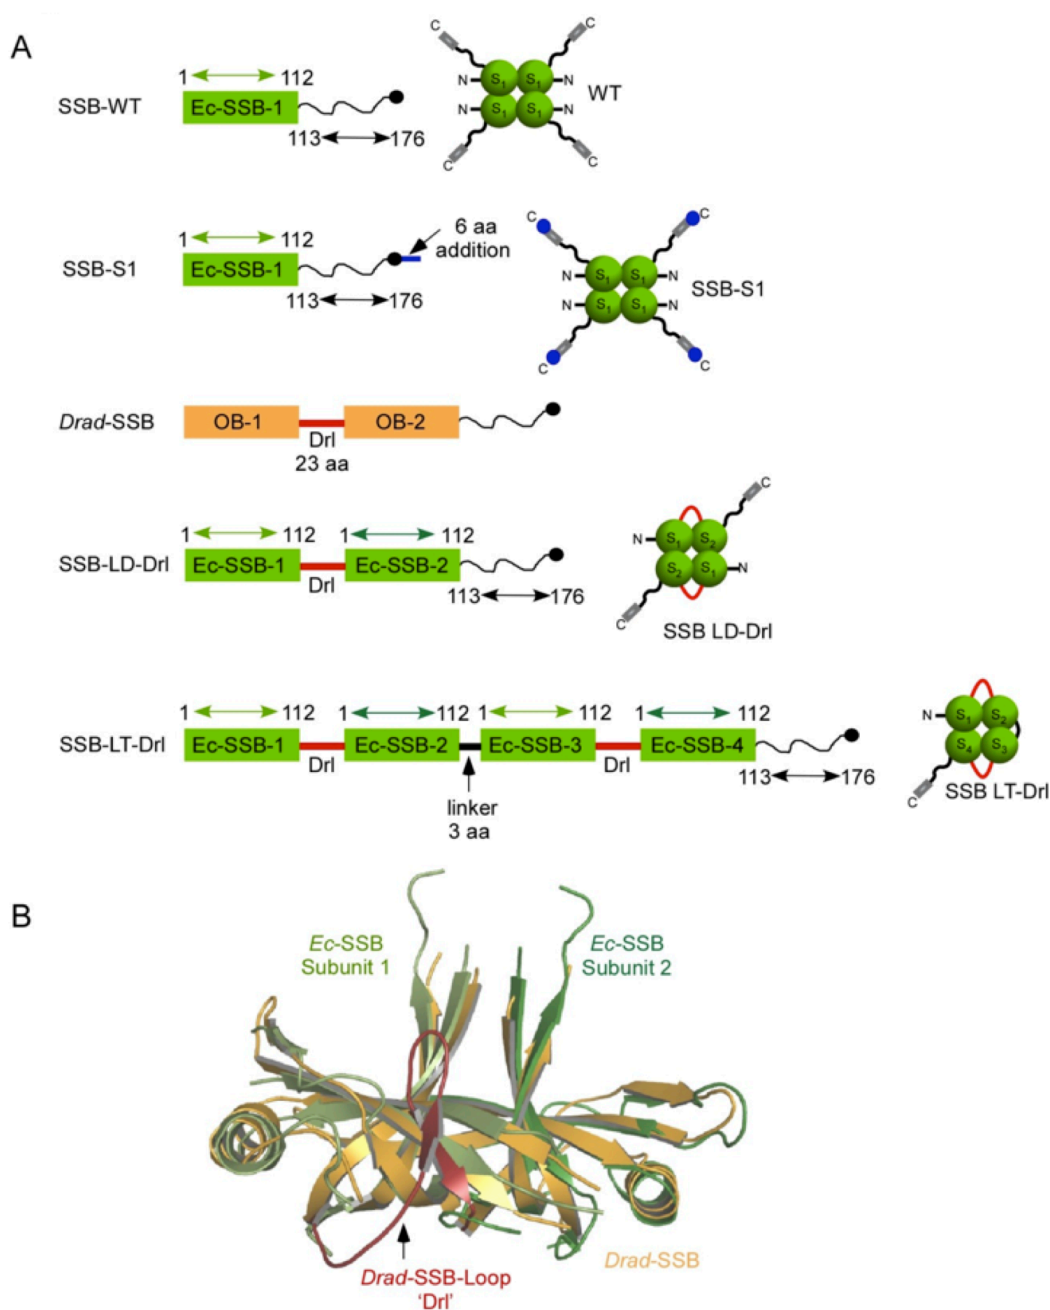 A
SSB-WT
1 112
Ec-SSB-1
113 176
C C
N S1 S1 N
N S1 S1 N
C C
WT
SSB-S1
1 112
Ec-SSB-1
6 aa
addition
113 176
C C
N S1 S1 N
N S1 S1 N
C C
SSB-S1
Drad-SSB
OB-1 OB-2
Drl
23 aa
SSB-LD-Drl
1 112 1 112
Ec-SSB-1 Ec-SSB-2
Drl
113 176
C
N S1 S2
S2 S1 N
C
SSB LD-Drl
SSB-LT-Drl
1 112 1 112 1 112 1 112
Ec-SSB-1 Ec-SSB-2 Ec-SSB-3 Ec-SSB-4
Drl Drl
linker
3 aa
113 176
N S1 S2
S4 S3
C
SSB LT-Drl
B
Ec-SSB
Subunit 1
Ec-SSB
Subunit 2
Drad-SSB
Drad-SSB-Loop
'Drl'